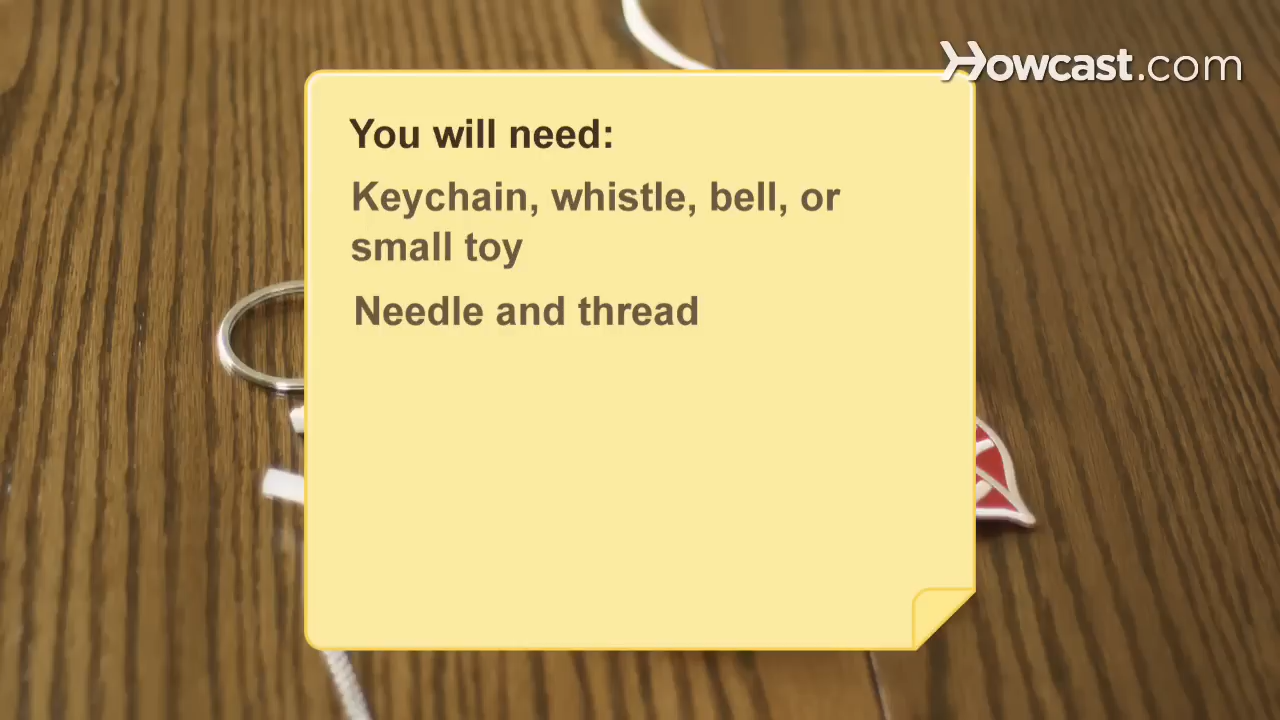 Howcast.com
You will need:
Keychain, whistle, bell, or
small toy
Needle and thread